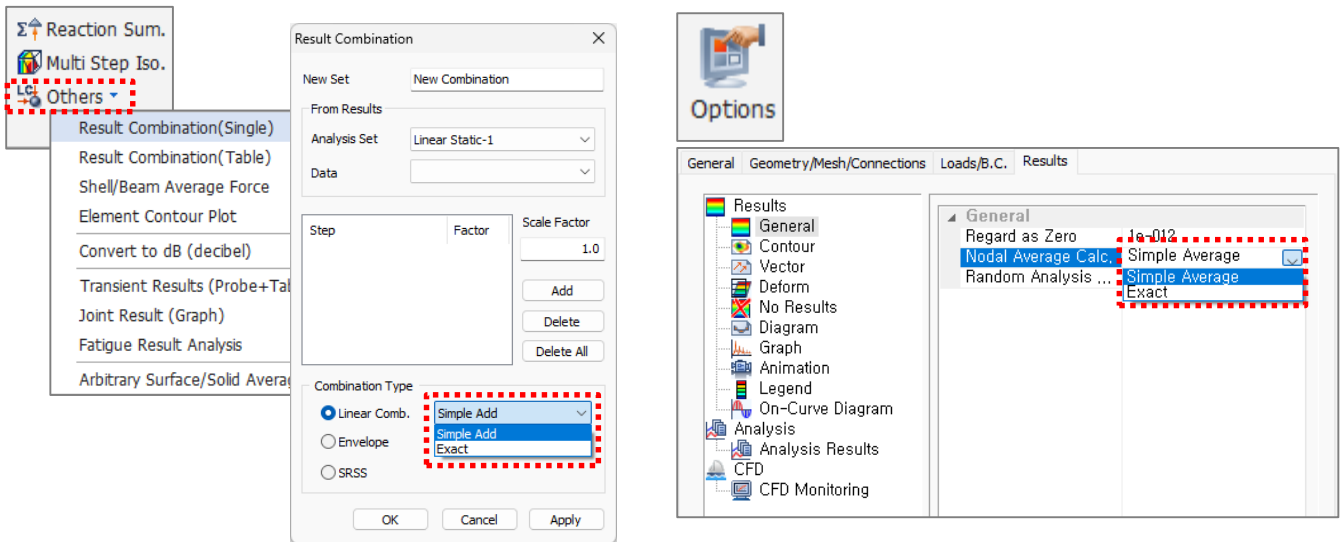 Reaction Sum.
Multi Step Iso.
Others
Result Combination(Single)
Result Combination(Table)
Shell/Beam Average Force
Element Contour Plot
Convert to dB (decibel)
Transient Results (Probe+Tab
Joint Result (Graph)
Fatigue Result Analysis
Arbitrary Surface/Solid Averag
Result Combination
New Set
New Combination
From Results
Analysis Set
Linear Static-1
Data
Step
Factor
Scale Factor
1.0
Add
Delete
Delete All
Combination Type
Linear Comb.
Simple Add
Simple Add
Exact
Envelope
SRSS
OK
Cancel
Apply
Options
General
Geometry/Mesh/Connections
Loads/B.C.
Results
Results
General
Contour
Vector
Deform
No Results
Diagram
Graph
Animation
Legend
On-Curve Diagram
Analysis
Analysis Results
CFD
CFD Monitoring
General
Regard as Zero
1e-012
Nodal Average Calc.
Simple Average
Simple Average
Exact
Random Analysis ...